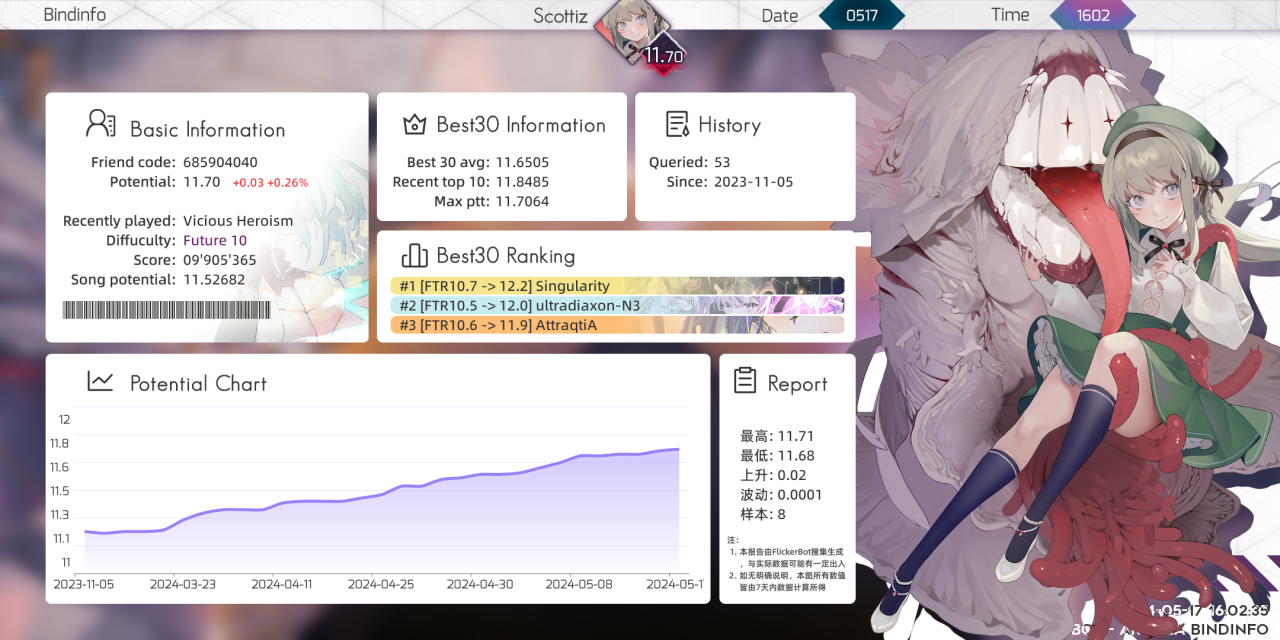 Bindinfo
Scottiz
Date
0517
Time
1602
11.70
Basic Information
Friend code: 685904040
Potential: 11.70 +0.03 +0.26%
Recently played: Vicious Heroism
Diffuculty: Future 10
Score: 09'905'365
Song potential: 11.52682
Best30 Information
Best 30 avg: 11.6505
Recent top 10: 11.8485
Max ptt: 11.7064
History
Queried: 53
Since: 2023-11-05
Best30 Ranking
#1 [FTR10.7 -> 12.2] Singularity
#2 [FTR10.5 -> 12.0] ultradiaxon-N3
#3 [FTR10.6 -> 11.9] AttraqtiA
Potential Chart
12
11.8
11.6
11.5
11.3
11.1
11
2023-11-05
2024-03-23
2024-04-11
2024-04-25
2024-04-30
2024-05-08
2024-05-1
Report
最高: 11.71
最低: 11.68
上升: 0.02
波动: 0.0001
样本: 8
注:
1. 本报告由FlickerBot搜集生成
，与实际数据可能有一定出入
2. 如无明确说明，本图所有数值
皆由7天内数据计算所得
05-17 16:02:35
BINDINFO